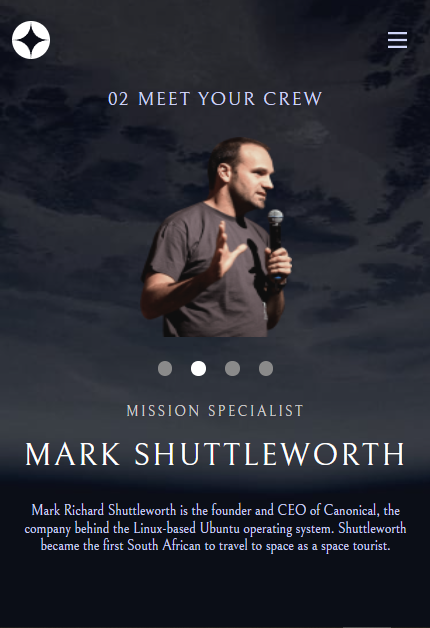 02 MEET YOUR CREW
MISSION SPECIALIST
MARK SHUTTLEWORTH
Mark Richard Shuttleworth is the founder and CEO of Canonical, the
company behind the Linux-based Ubuntu operating system. Shuttleworth
became the first South African to travel to space as a space tourist.